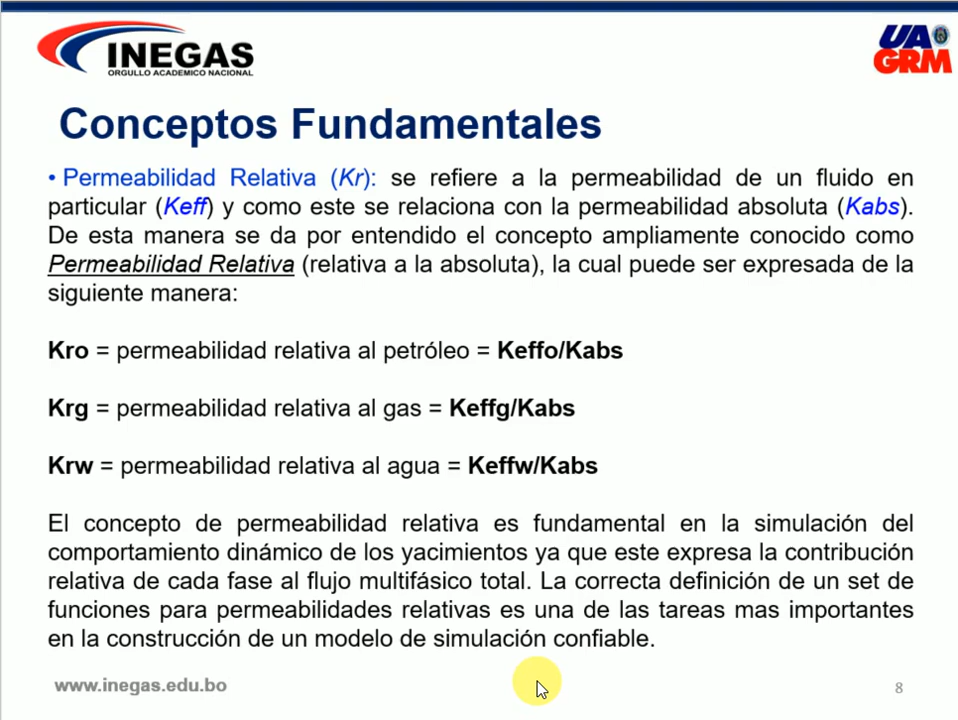 INEGAS
ORGULLO ACADEMICO NACIONAL
UA
GRM
Conceptos Fundamentales
• Permeabilidad Relativa (Kr): se refiere a la permeabilidad de un fluido en
particular (Keff) y como este se relaciona con la permeabilidad absoluta (Kabs).
De esta manera se da por entendido el concepto ampliamente conocido como
Permeabilidad Relativa (relativa a la absoluta), la cual puede ser expresada de la
siguiente manera:
Kro = permeabilidad relativa al petróleo = Keffo/Kabs
Krg = permeabilidad relativa al gas = Keffg/Kabs
Krw = permeabilidad relativa al agua = Keffw/Kabs
El concepto de permeabilidad relativa es fundamental en la simulación del
comportamiento dinámico de los yacimientos ya que este expresa la contribución
relativa de cada fase al flujo multifásico total. La correcta definición de un set de
funciones para permeabilidades relativas es una de las tareas mas importantes
en la construcción de un modelo de simulación confiable.
www.inegas.edu.bo
8